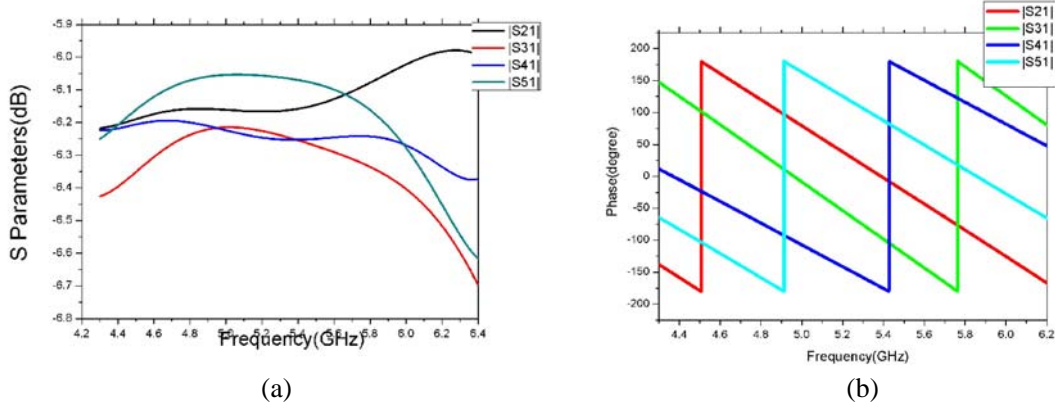 -5.9
-6.0
-6.1
-6.2
-6.3
-6.4
-6.5
-6.6
-6.7
-6.8
S Parameters(dB)
4.2 4.4 4.6 4.8 5.0 5.2 5.4 5.6 5.8 6.0 6.2 6.4
Frequency(GHz)
|S21|
|S31|
|S41|
|S51|
(a)
200
150
100
50
0
-50
-100
-150
-200
Phase(degree)
4.4 4.6 4.8 5.0 5.2 5.4 5.6 5.8 6.0 6.2
Frequency(GHz)
|S21|
|S31|
|S41|
|S51|
(b)